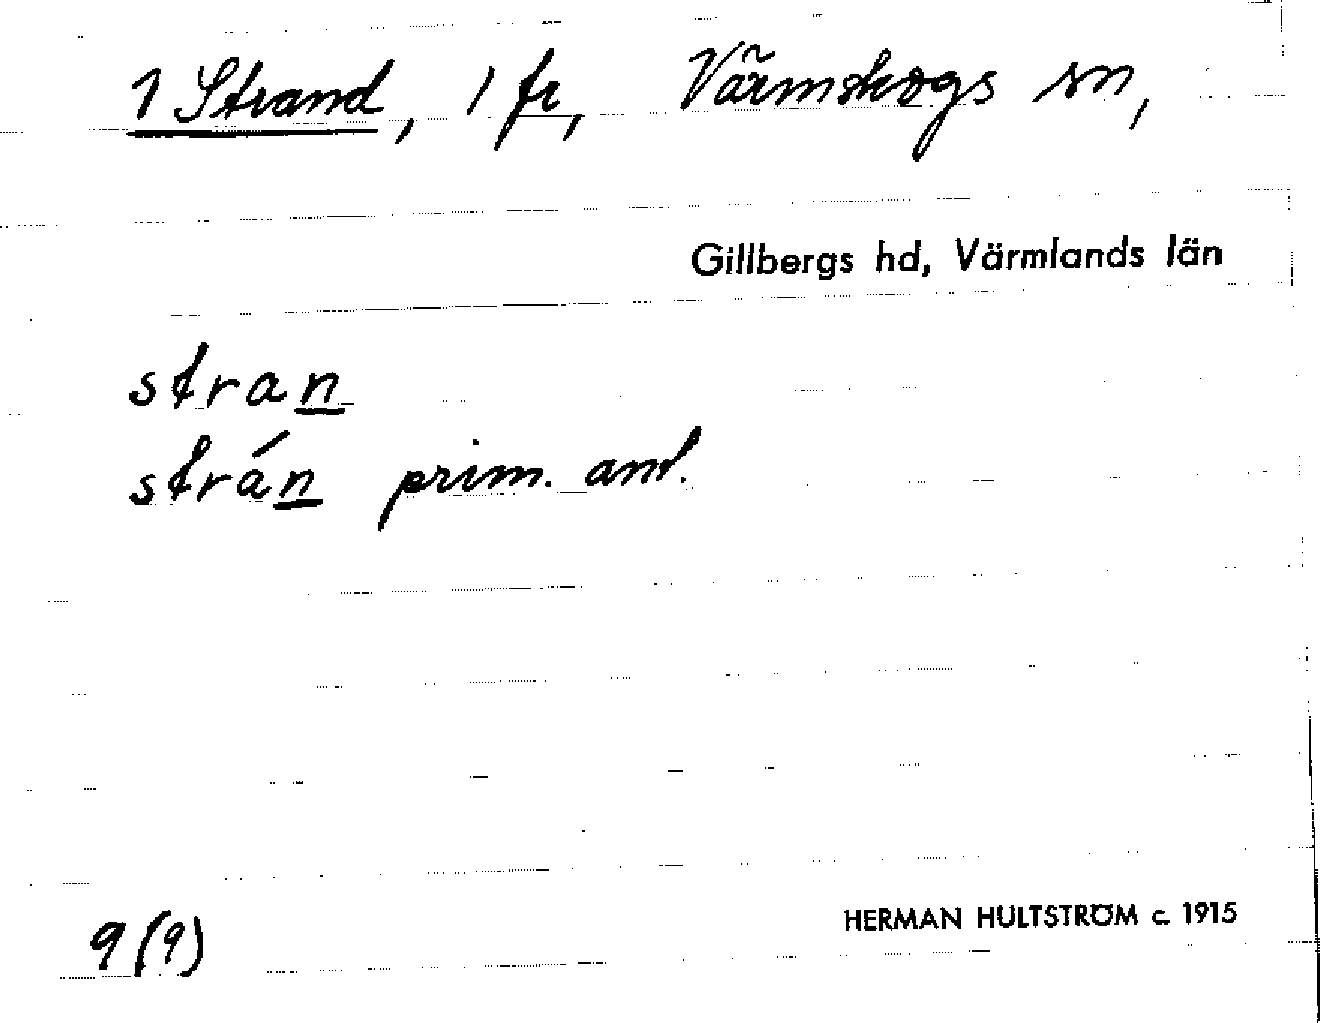 1 Strand, 1 fr, Värmskogs sn,
Gillbergs hd, Värmlands län
stran
strán prim. ant.
9 (9)
HERMAN HULTSTRÖM c. 1915